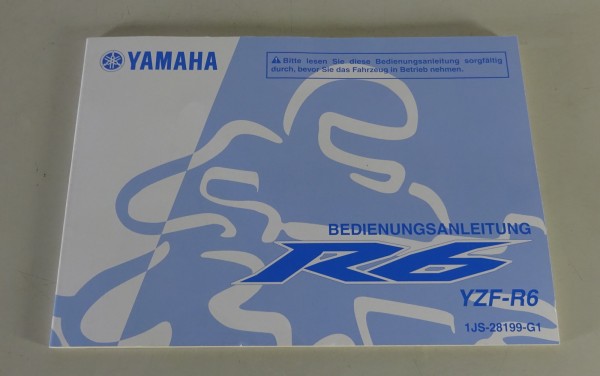 YAMAHA
Bitte lesen Sie diese Bedienungsanleitung sorgfältig
durch, bevor Sie das Fahrzeug in Betrieb nehmen.
BEDIENUNGSANLEITUNG
R6
YZF-R6
1JS-28199-G1